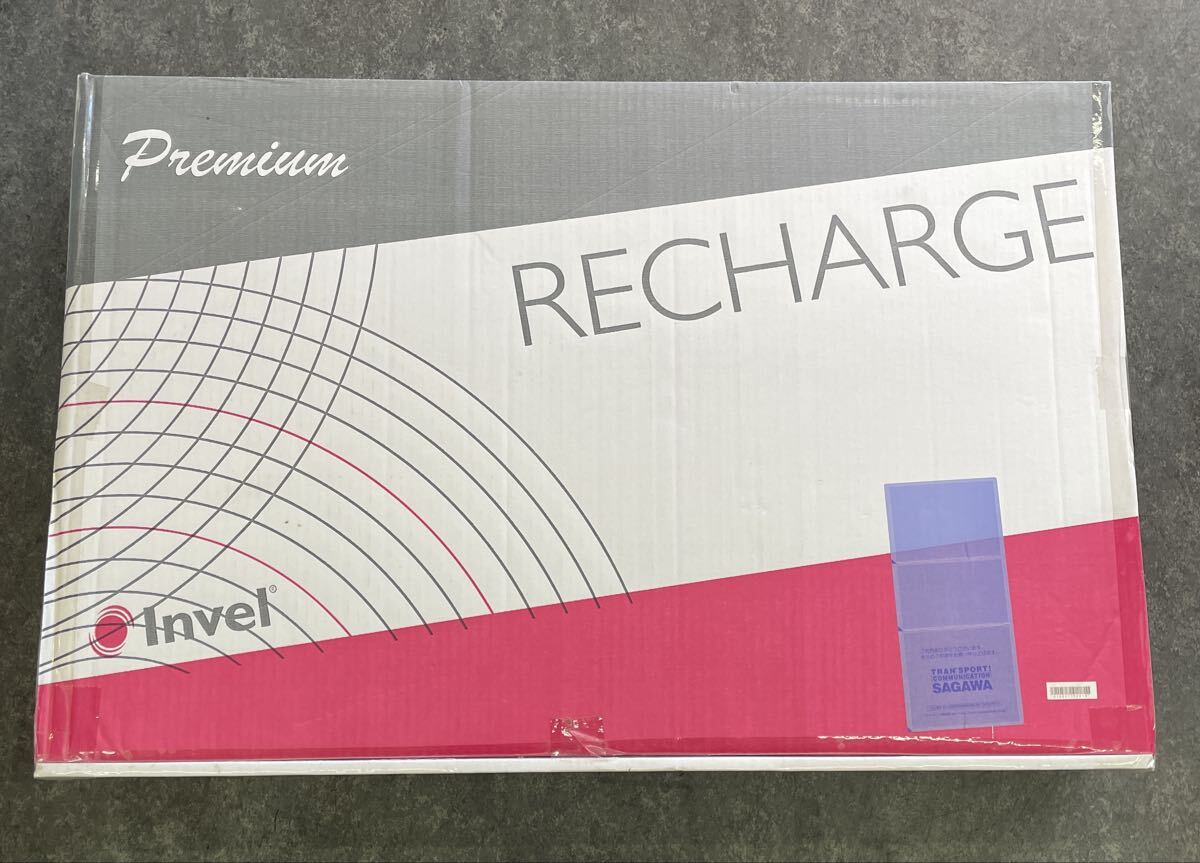 Premium
RECHARGE
Invel®
TRANSPORT!
COMMUNICATION
SAGAWA